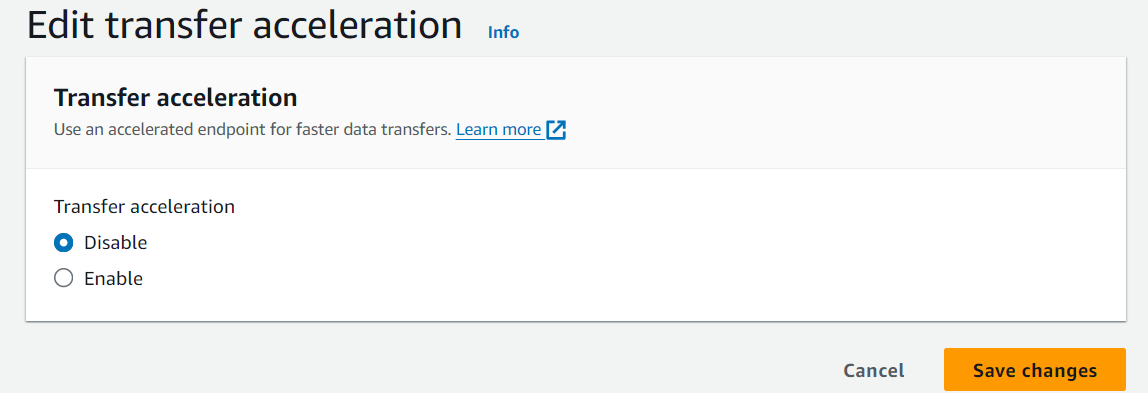 Edit transfer acceleration Info
Transfer acceleration
Use an accelerated endpoint for faster data transfers. Learn more
Transfer acceleration
Disable
Enable
Cancel Save changes